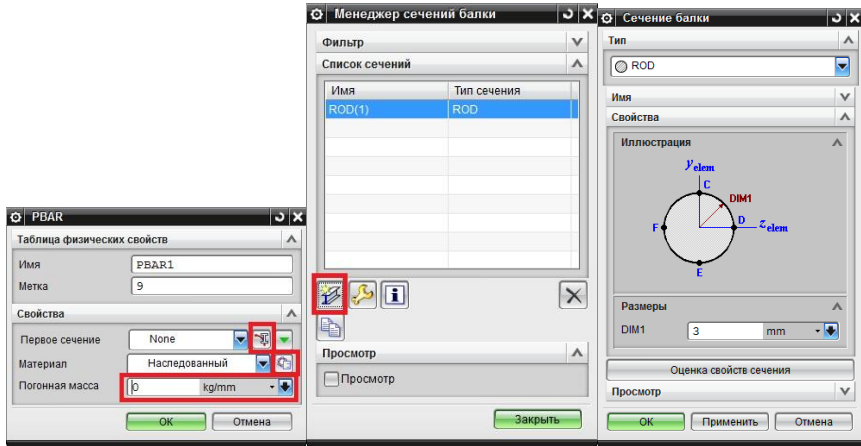 PBAR
Таблица физических свойств
Имя PBAR1
Метка 9
Свойства
Первое сечение None
Материал Наследованный
Погонная масса 0 kg/mm
OK Отмена
Менеджер сечений балки
Фильтр
Список сечений
Имя Тип сечения
ROD(1) ROD
Просмотр
Просмотр
Закрыть
Сечение балки
Тип
ROD
Имя
Свойства
Иллюстрация
yelem
C
DIM1
F D zelem
E
Размеры
DIM1 3 mm
Оценка свойств сечения
Просмотр
OK Применить Отмена